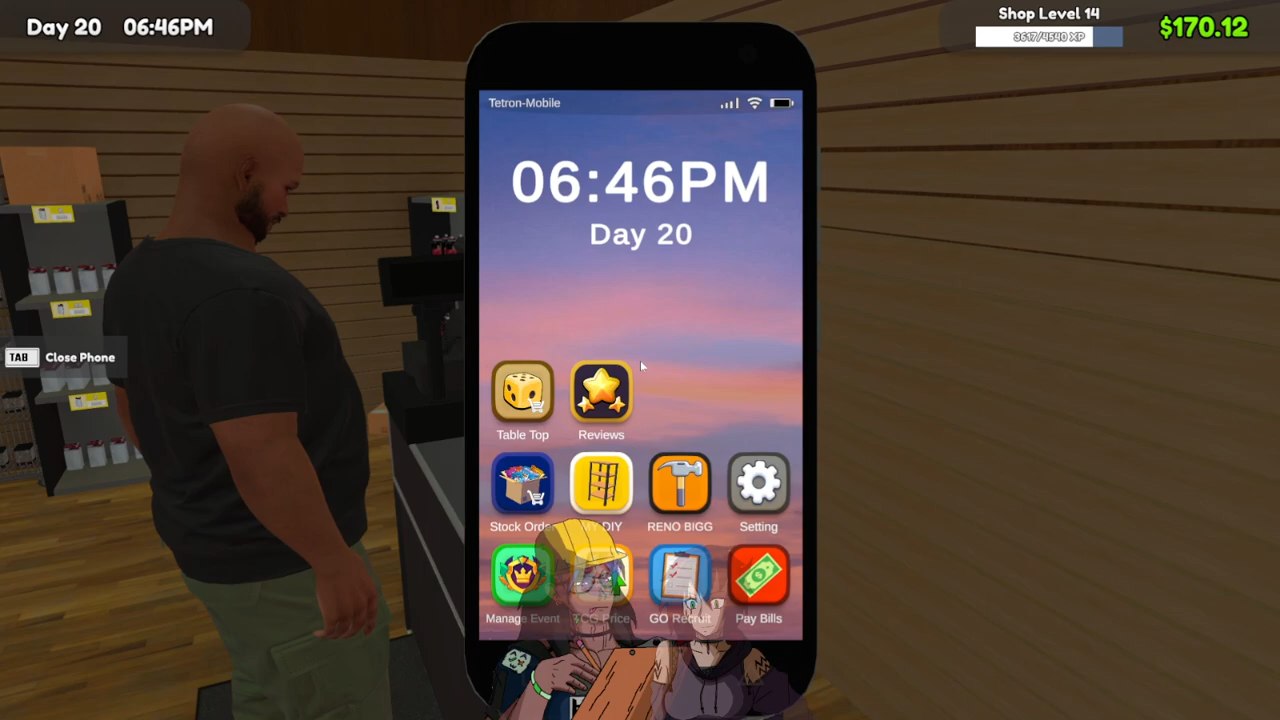 Day 20 06:46PM
Shop Level 14
3617/4540 XP
$170.12
Tetron-Mobile
06:46PM
Day 20
TAB Close Phone
Table Top Reviews
Stock Orde DIY RENO BIGG Setting
Manage Event Price GO Recruit Pay Bills